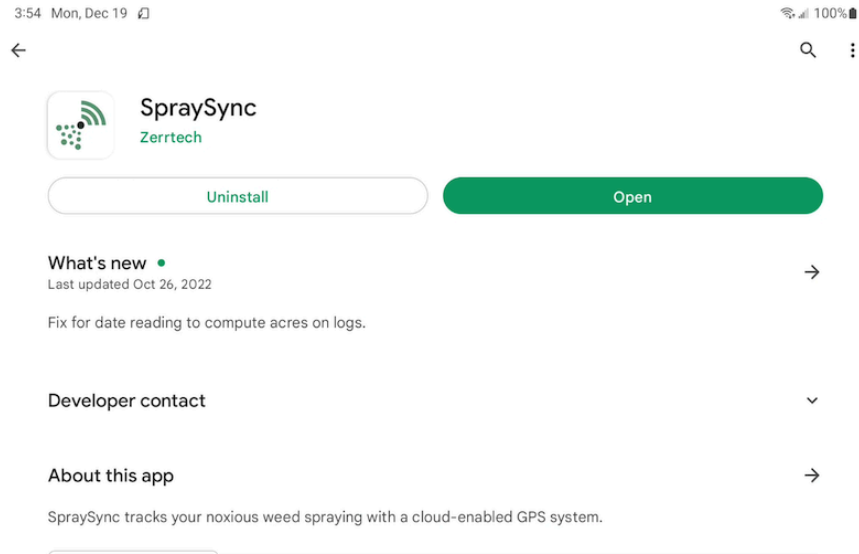 3:54 Mon, Dec 19
100%
SpraySync
Zerrtech
Uninstall
Open
What's new
Last updated Oct 26, 2022
Fix for date reading to compute acres on logs.
Developer contact
About this app
SpraySync tracks your noxious weed spraying with a cloud-enabled GPS system.